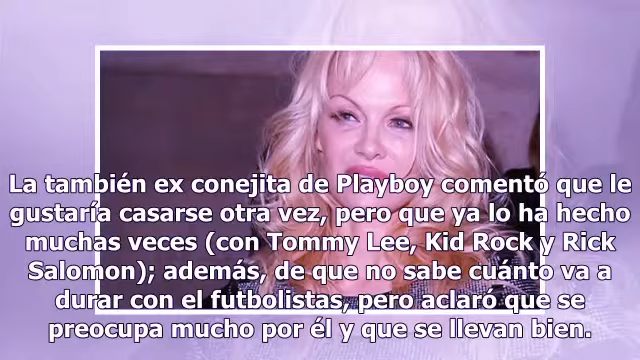 La también ex conejita de Playboy comentó que le
gustaría casarse otra vez, pero que ya lo ha hecho
muchas veces (con Tommy Lee, Kid Rock y Rick
Salomon); además, de que no sabe cuánto va a
durar con el futbolistas, pero aclaró que se
preocupa mucho por él y que se llevan bien.